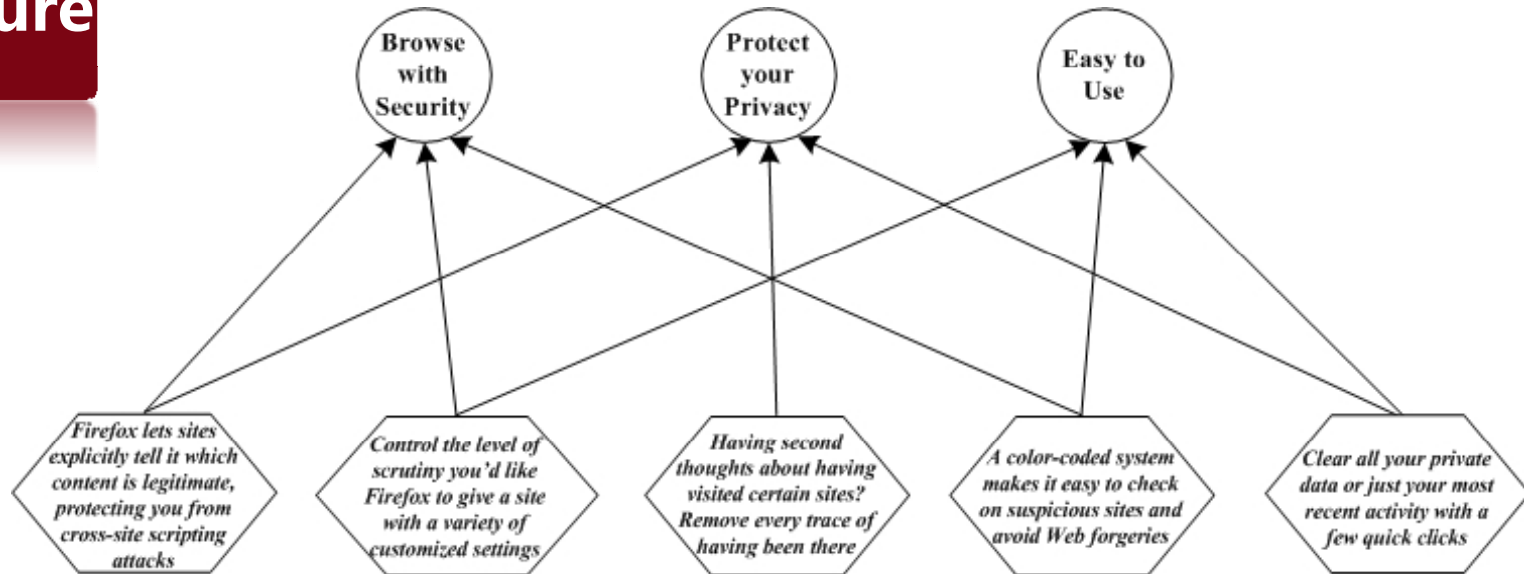 ure
Browse
with
Security
Protect
your
Privacy
Easy to
Use
Firefox lets sites
explicitly tell it which
content is legitimate,
protecting you from
cross-site scripting
attacks
Control the level of
scrutiny you'd like
Firefox to give a site
with a variety of
customized settings
Having second
thoughts about having
visited certain sites?
Remove every trace of
having been there
A color-coded system
makes it easy to check
on suspicious sites and
avoid Web forgeries
Clear all your private
data or just your most
recent activity with a
few quick clicks